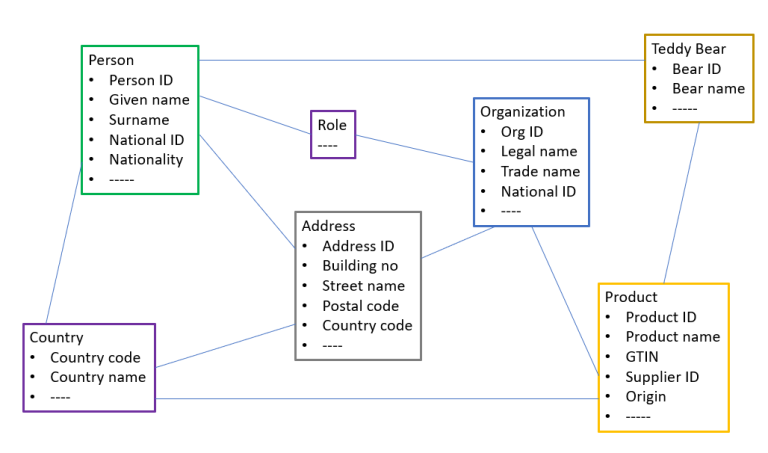 Person
• Person ID
• Given name
• Surname
• National ID
• Nationality
• -----
Role
----
Organization
• Org ID
• Legal name
• Trade name
• National ID
• ----
Teddy Bear
• Bear ID
• Bear name
• -----
Address
• Address ID
• Building no
• Street name
• Postal code
• Country code
• ----
Country
• Country code
• Country name
• ----
Product
• Product ID
• Product name
• GTIN
• Supplier ID
• Origin
• -----